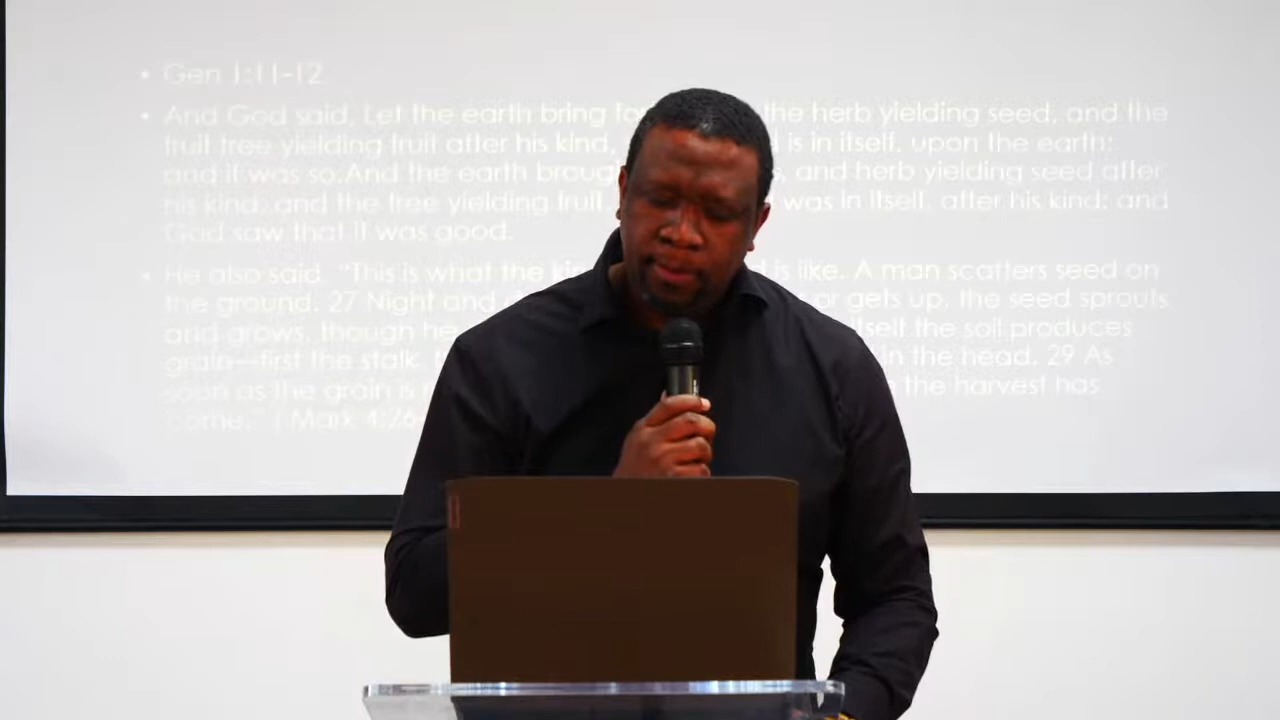 Gen 1:11-12
And God said, Let the earth bring the herb yielding seed, and the
fruit tree yielding fruit after his kind, is in itself, upon the earth:
and it was so.And the earth and herb yielding seed after
his kind, and the tree yielding fruit was in itself, after his kind: and
God saw that it was good.
He also said, "This is what the is like. A man scatters seed on
the ground. 27 Night and or gets up, the seed sprouts
and grows, though he the soil produces
grain—first the stalk, in the head. 29 As
soon as the grain is the harvest has
come." ( Mark 4:26